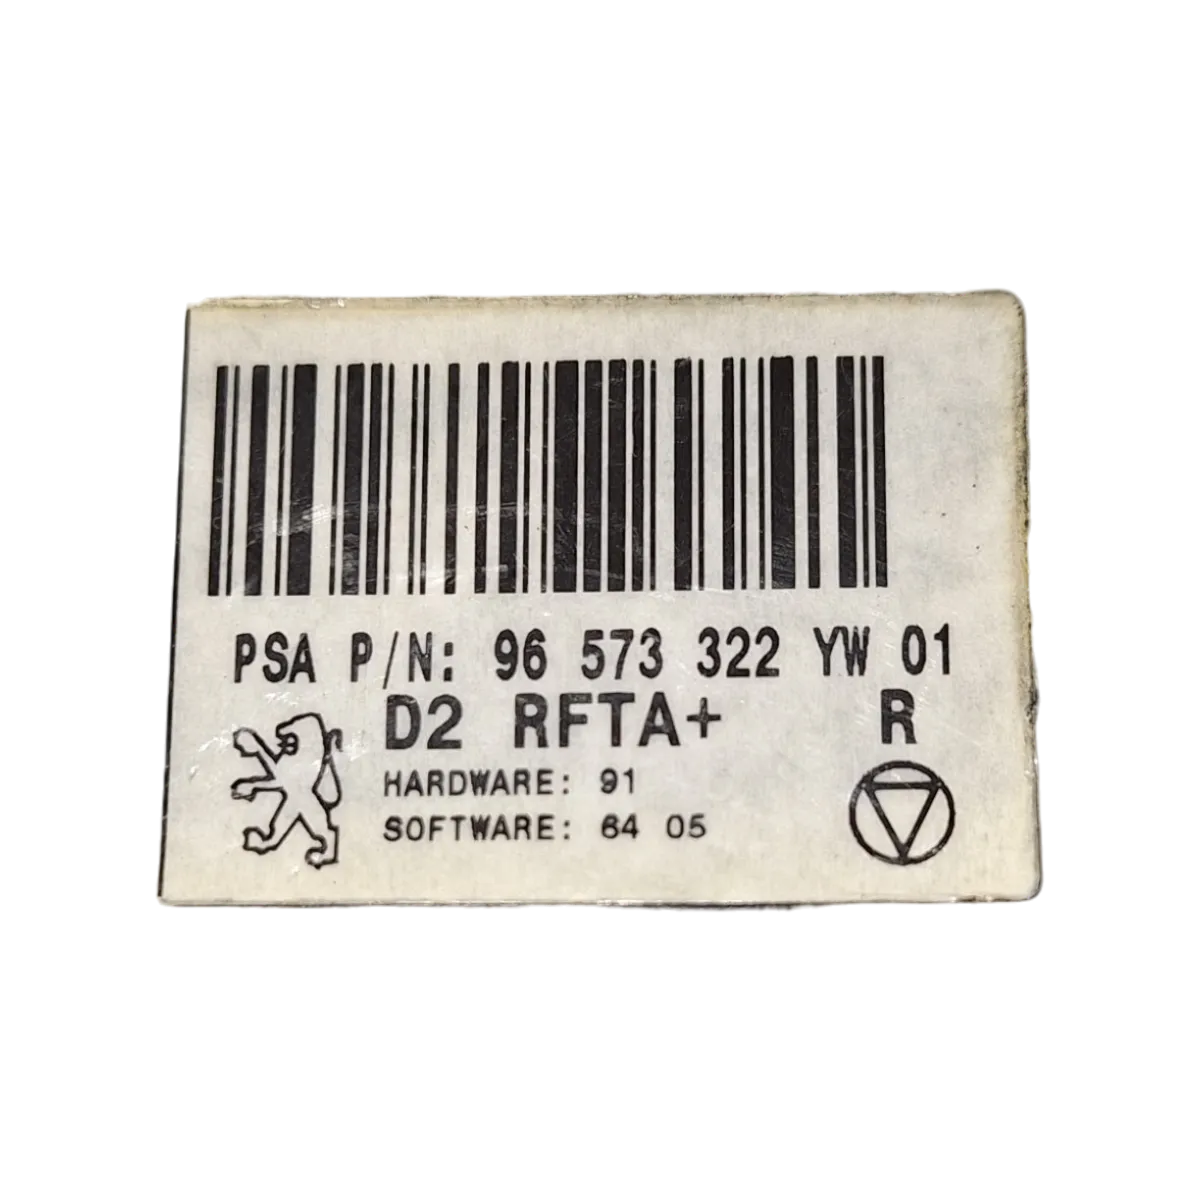 PSA P/N: 96 573 322 YW 01
D2 RFTA+ R
HARDWARE: 91
SOFTWARE: 64 05